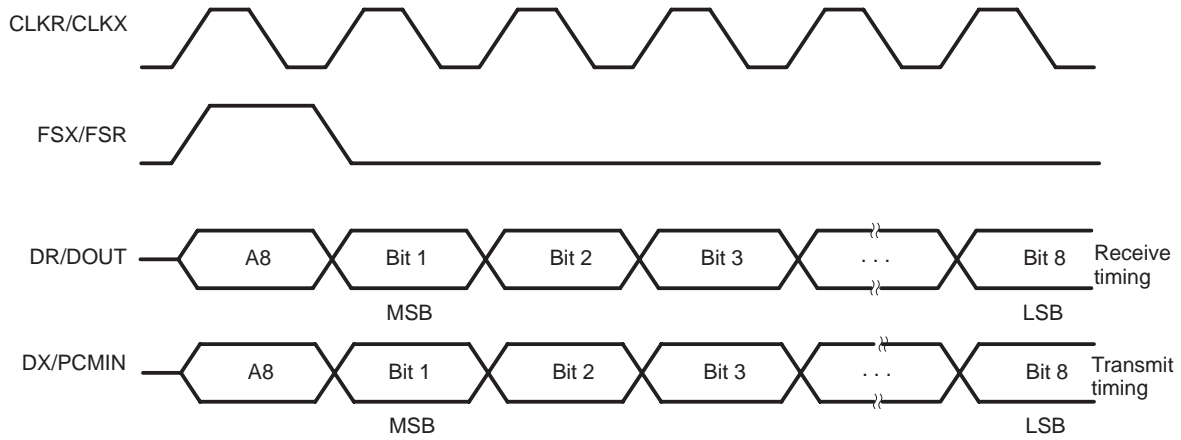 CLKR/CLKX
FSX/FSR
DR/DOUT A8 Bit 1 Bit 2 Bit 3 . . . Bit 8 Receive timing
MSB LSB
DX/PCMIN A8 Bit 1 Bit 2 Bit 3 . . . Bit 8 Transmit timing
MSB LSB